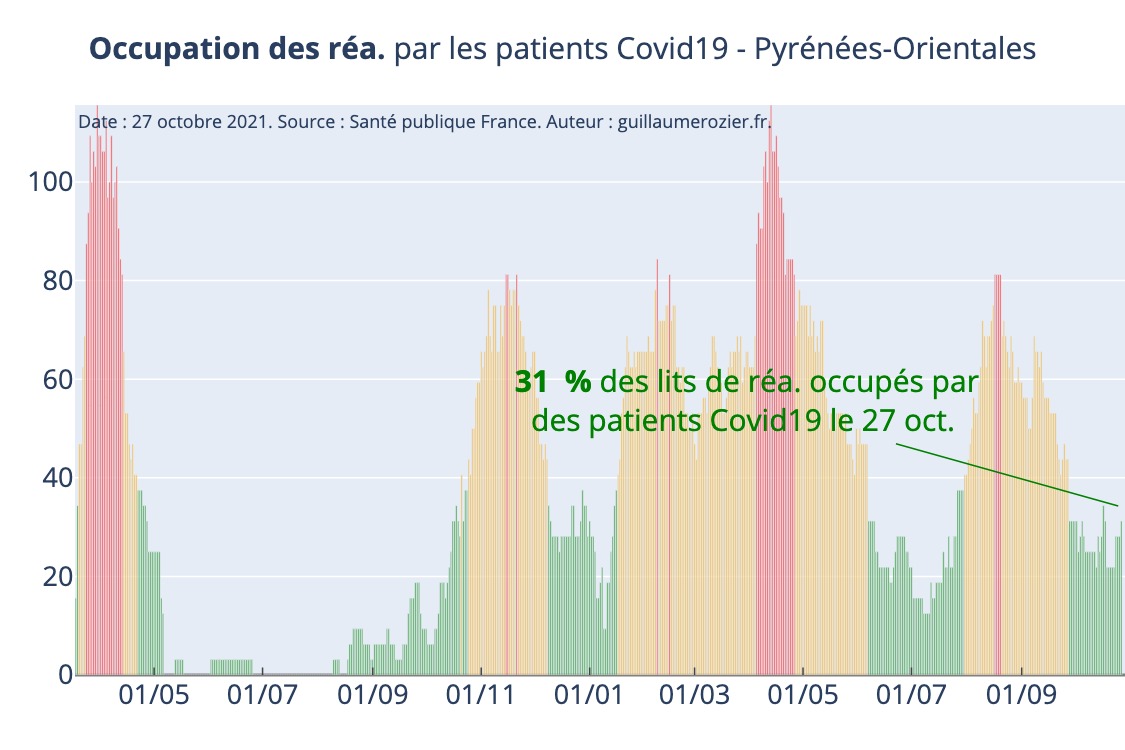 Occupation des réa. par les patients Covid19 - Pyrénées-Orientales
Date : 27 octobre 2021. Source : Santé publique France. Auteur : guillaumerozier.fr.
100
80
60
40
20
0
31 % des lits de réa. occupés par
des patients Covid19 le 27 oct.
01/05 01/07 01/09 01/11 01/01 01/03 01/05 01/07 01/09